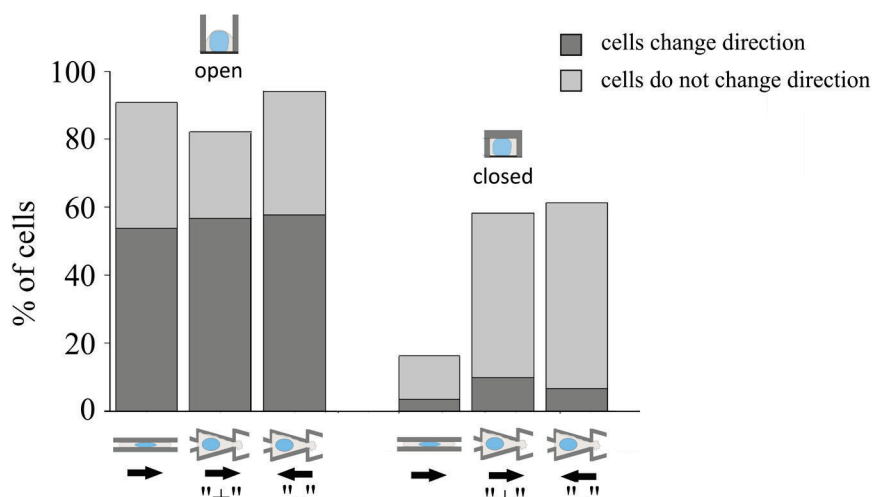 cells change direction
cells do not change direction
open
closed
% of cells
100
80
60
40
20
0
"+"
"-"
"+"
"-"